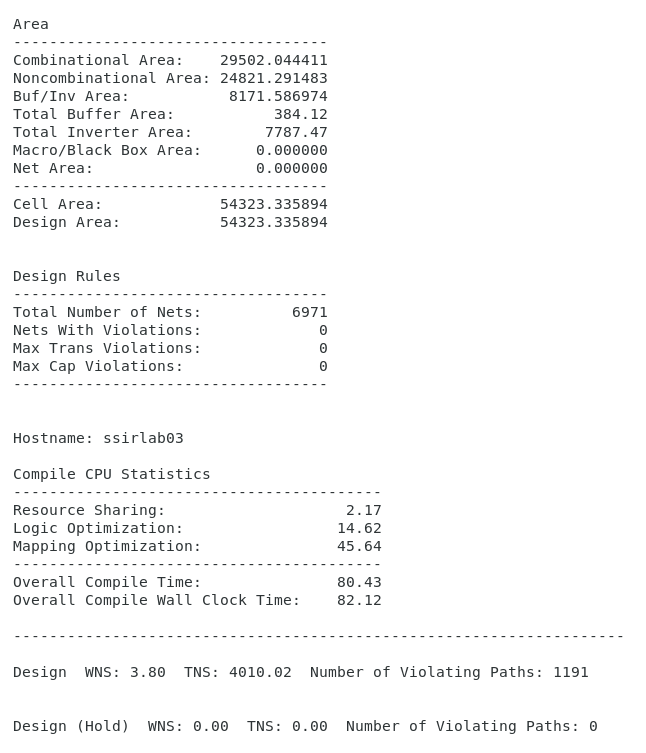 Area
-----------------------------------
Combinational Area:    29502.044411
Noncombinational Area: 24821.291483
Buf/Inv Area:           8171.586974
Total Buffer Area:           384.12
Total Inverter Area:        7787.47
Macro/Black Box Area:      0.000000
Net Area:                  0.000000
-----------------------------------
Cell Area:             54323.335894
Design Area:           54323.335894
Design Rules
-----------------------------------
Total Number of Nets:          6971
Nets With Violations:             0
Max Trans Violations:             0
Max Cap Violations:               0
-----------------------------------
Hostname: ssirlab03
Compile CPU Statistics
-----------------------------------------
Resource Sharing:                    2.17
Logic Optimization:                 14.62
Mapping Optimization:               45.64
-----------------------------------------
Overall Compile Time:               80.43
Overall Compile Wall Clock Time:    82.12
--------------------------------------------------------------------
Design  WNS: 3.80  TNS: 4010.02  Number of Violating Paths: 1191
Design (Hold)  WNS: 0.00  TNS: 0.00  Number of Violating Paths: 0